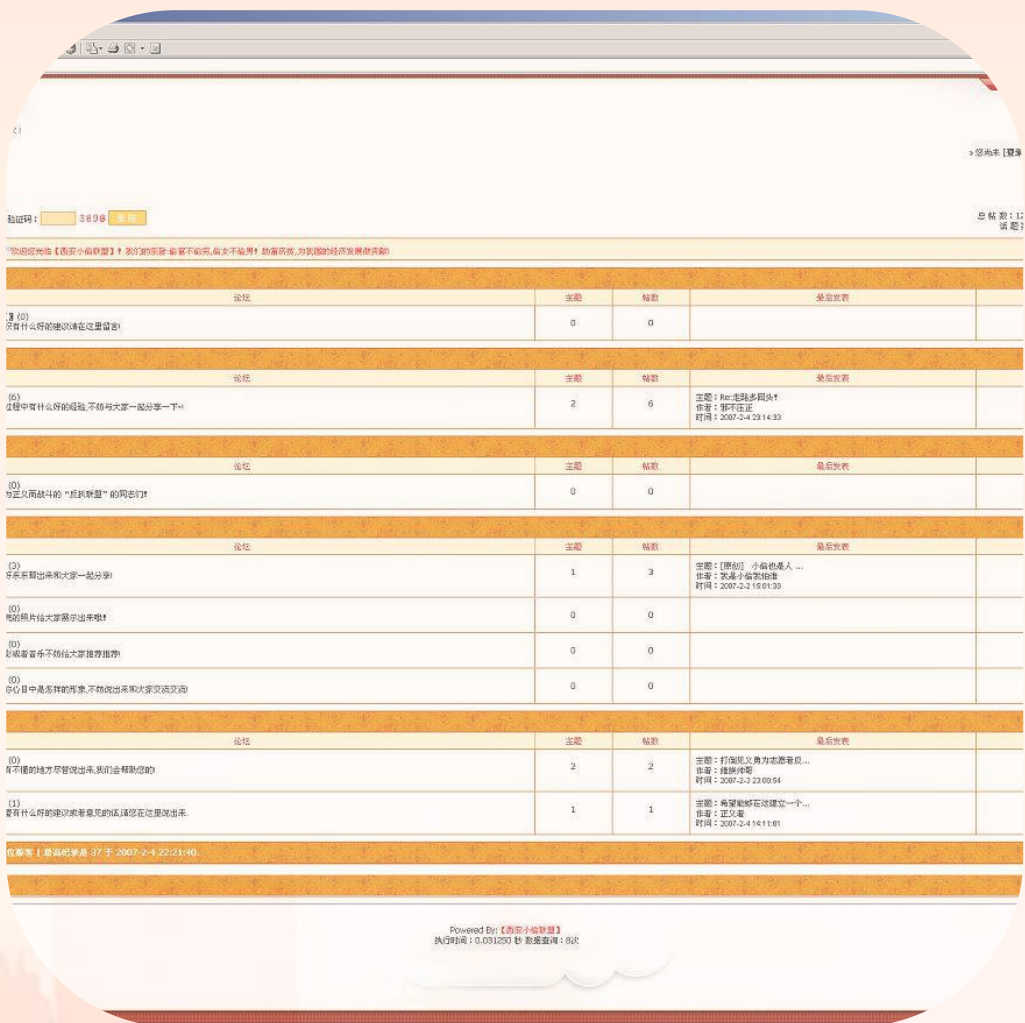 » 您尚未 [登录
验证码： 3898 登陆
总 帖 数：12
话 题：
欢迎您光临【西安小偷联盟】！我们的宗旨:偷富不偷穷,偷女不偷男！劫富济贫,为我国的经济发展做贡献!
论坛 主题 帖数 最后发表
(0) 0 0
有什么好的建议请在这里留言!
论坛 主题 帖数 最后发表
(6) 2 6 主题：Re:走路多回头！
过程中有什么好的经验,不妨与大家一起分享一下~! 作者：邪不压正
时间：2007-2-4 23:14:33
论坛 主题 帖数 最后发表
(0) 0 0
为正义而战斗的“反扒联盟”的同志们！
论坛 主题 帖数 最后发表
(3) 1 3 主题：[原创] 小偷也是人 ...
好东东那出来和大家一起分享! 作者：我是小偷我怕谁
时间：2007-2-2 15:01:33
(0) 0 0
的照片给大家展示出来哦！
(0) 0 0
或者音乐不妨给大家推荐推荐!
(0) 0 0
你心目中是怎样的形象,不妨说出来和大家交流交流!
论坛 主题 帖数 最后发表
(0) 2 2 主题：打倒见义勇为志愿者反...
有不懂的地方尽管说出来,我们会帮助您的! 作者：维族帅哥
时间：2007-2-3 23:09:54
(1) 1 1 主题：希望能够在这建立一个...
要有什么好的建议或者意见的话,请您在这里说出来. 作者：正义者
时间：2007-2-4 14:11:01
位游客 | 最高纪录是 37 于 2007-2-4 22:21:40.
Powered By:【西安小偷联盟】
执行时间：0.031250 秒 数据查询：8次